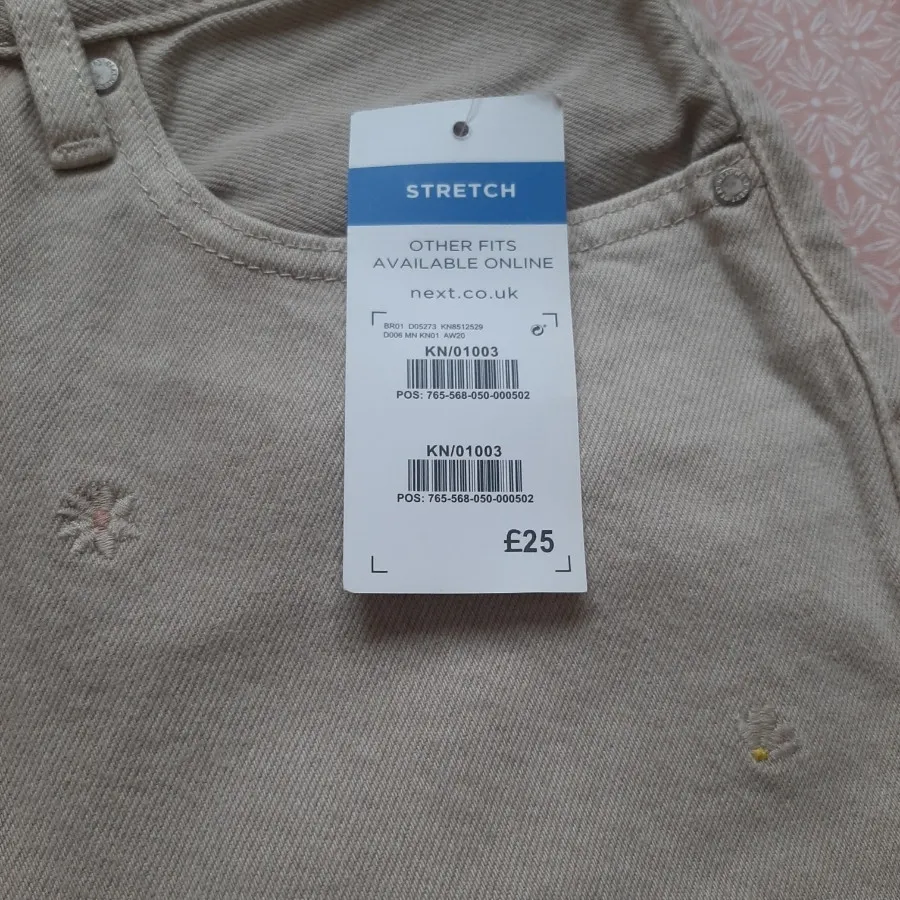 STRETCH
OTHER FITS
AVAILABLE ONLINE
next.co.uk
BR01 D05273 KN8512529
D006 MN KN01 AW20
KN/01003
POS: 765-568-050-000502
KN/01003
POS: 765-568-050-000502
£25